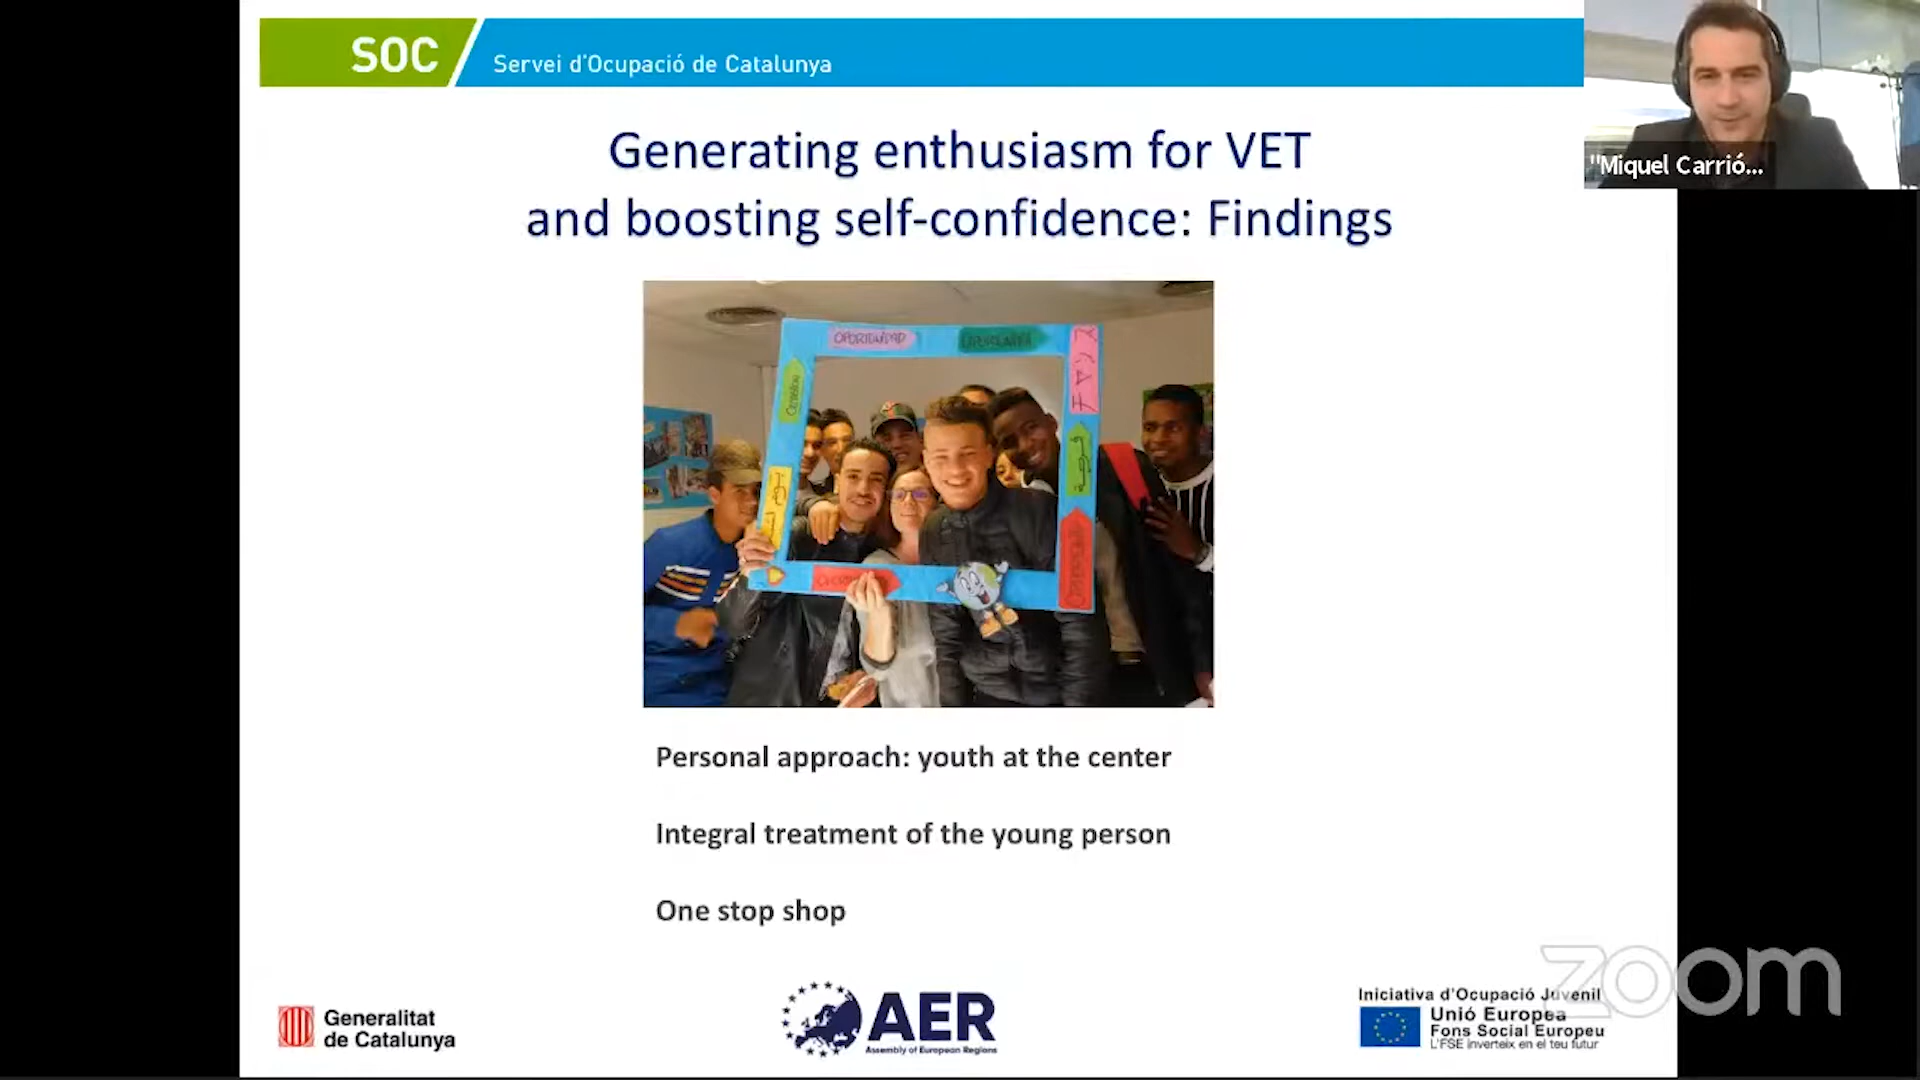 SOC
Servei d'Ocupació de Catalunya
"Miquel Carrió...
Generating enthusiasm for VET
and boosting self-confidence: Findings
OPORTUNIDAD
Personal approach: youth at the center
Integral treatment of the young person
One stop shop
zoom
Generalitat
de Catalunya
AER
Assembly of European Regions
Iniciativa d'Ocupació Juvenil
Unió Europea
Fons Social Europeu
L'FSE inverteix en el teu futur